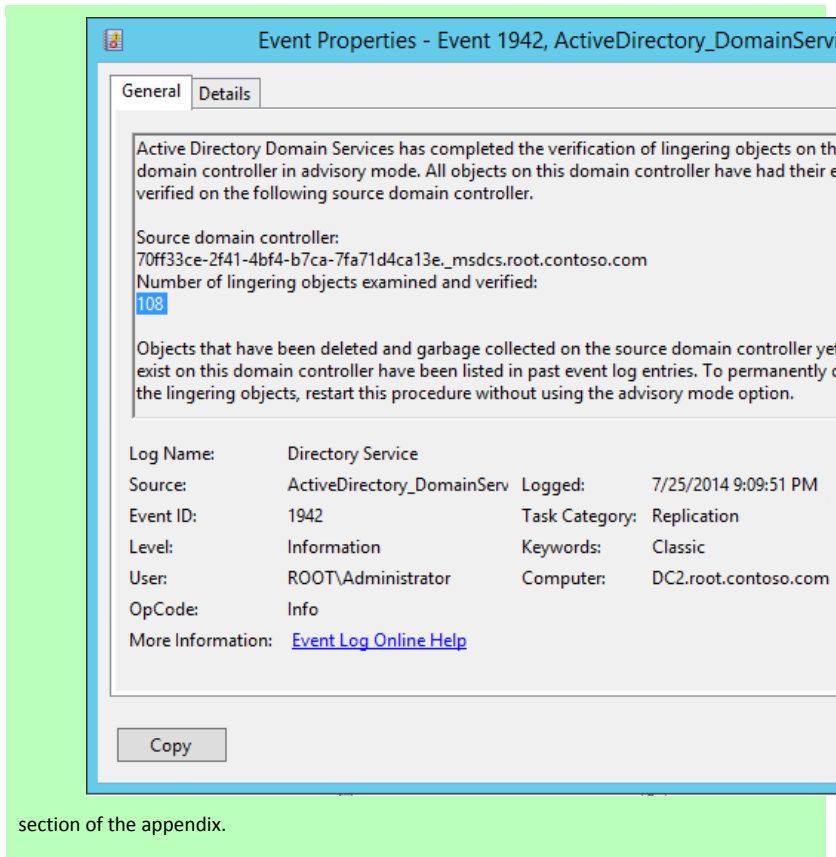 Event Properties - Event 1942, ActiveDirectory_DomainServi
General Details
Active Directory Domain Services has completed the verification of lingering objects on th
domain controller in advisory mode. All objects on this domain controller have had their e
verified on the following source domain controller.
Source domain controller:
70ff33ce-2f41-4bf4-b7ca-7fa71d4ca13e._msdcs.root.contoso.com
Number of lingering objects examined and verified:
108
Objects that have been deleted and garbage collected on the source domain controller yet
exist on this domain controller have been listed in past event log entries. To permanently d
the lingering objects, restart this procedure without using the advisory mode option.
Log Name: Directory Service
Source: ActiveDirectory_DomainServ Logged: 7/25/2014 9:09:51 PM
Event ID: 1942 Task Category: Replication
Level: Information Keywords: Classic
User: ROOT\Administrator Computer: DC2.root.contoso.com
OpCode: Info
More Information: Event Log Online Help
Copy
section of the appendix.